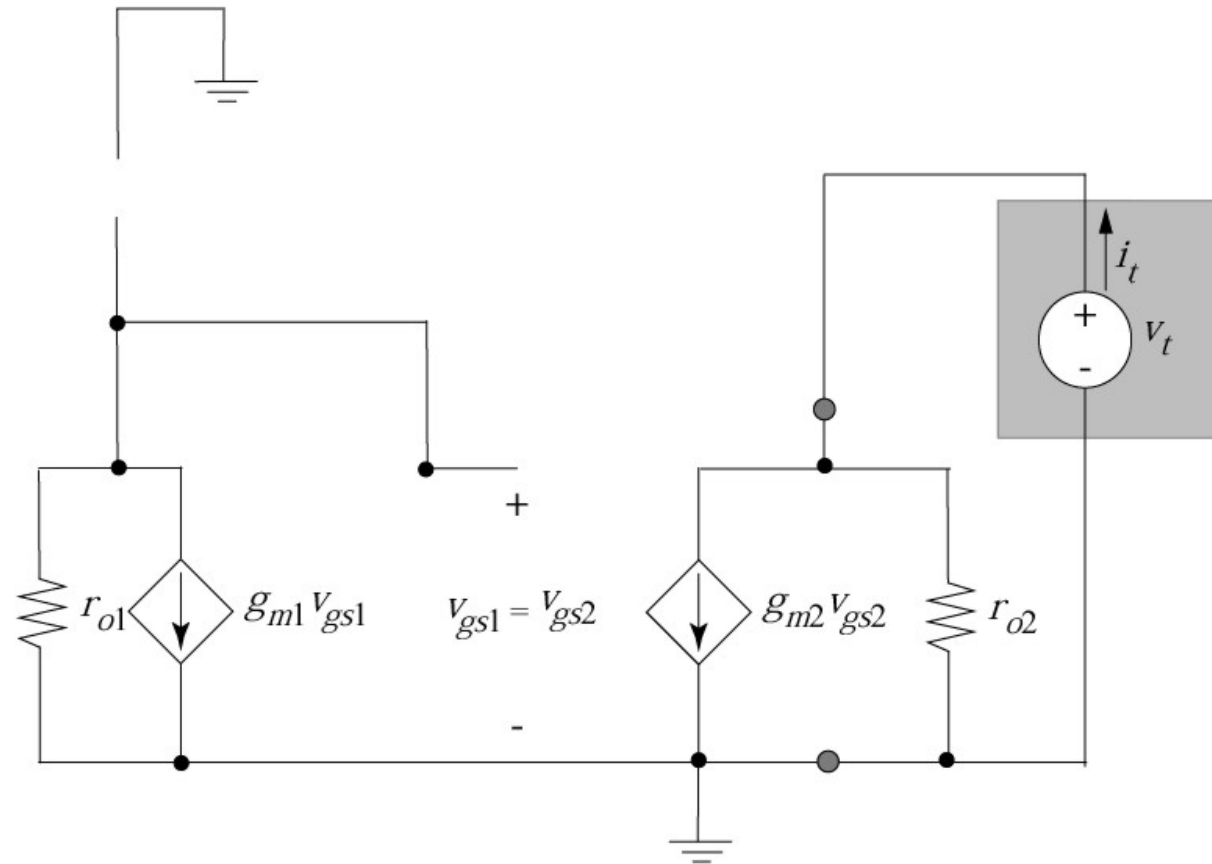 i_t
+
v_t
-
+
r_o1
g_m1 v_gs1
v_gs1 = v_gs2
g_m2 v_gs2
r_o2
-